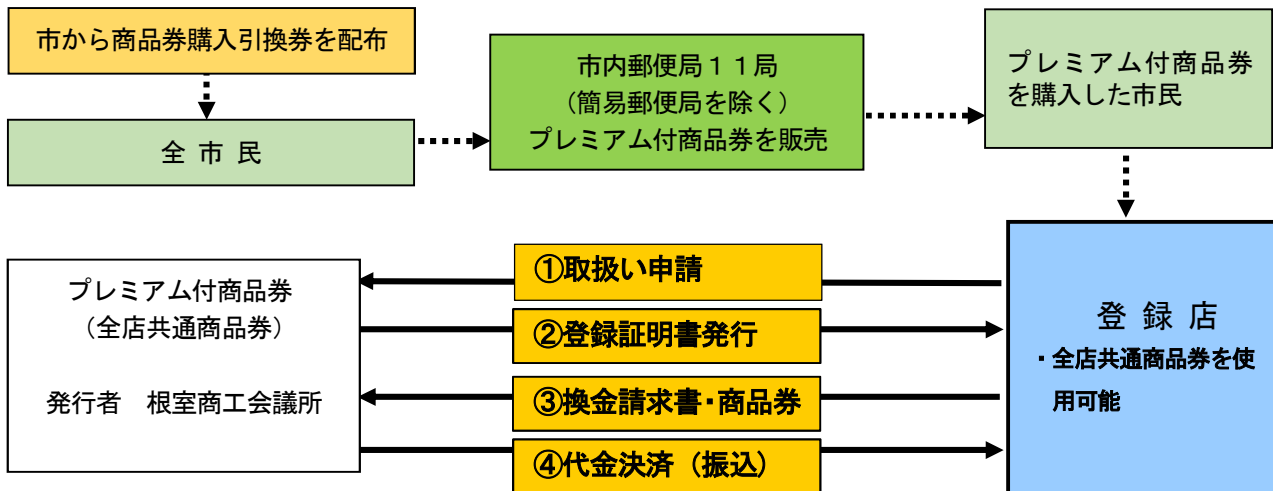 市から商品券購入引換券を配布
全 市 民
市内郵便局１１局
（簡易郵便局を除く）
プレミアム付商品券を販売
プレミアム付商品券
を購入した市民
プレミアム付商品券
（全店共通商品券）
発行者　根室商工会議所
①取扱い申請
②登録証明書発行
③換金請求書・商品券
④代金決済（振込）
登 録 店
・全店共通商品券を使
用可能